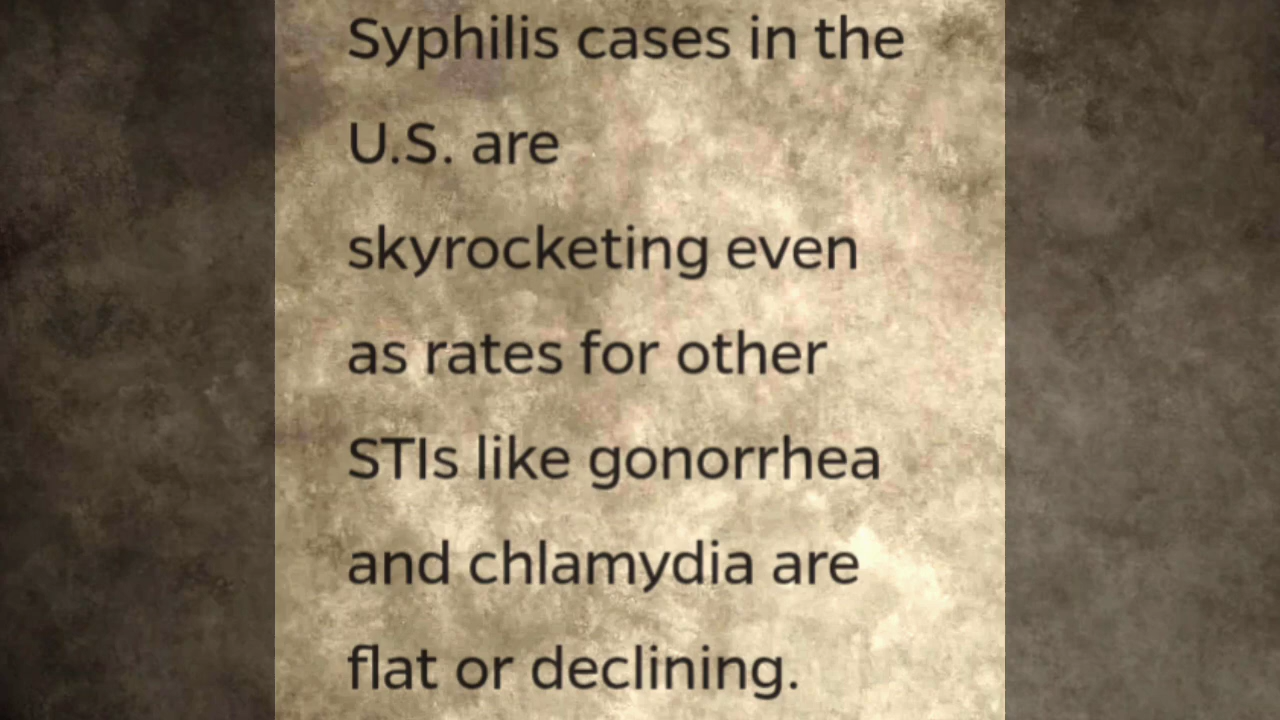 Syphilis cases in the
U.S. are
skyrocketing even
as rates for other
STIs like gonorrhea
and chlamydia are
flat or declining.